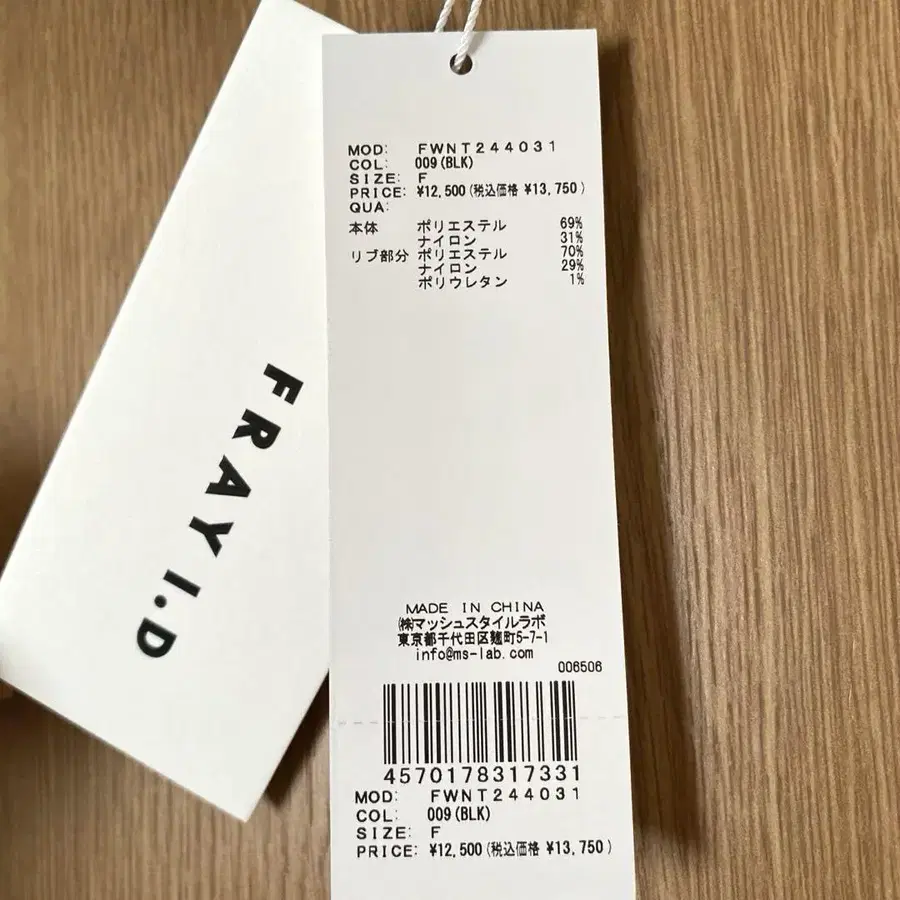 FRAY I.D
MOD: FWNT244031
COL: 009(BLK)
SIZE: F
PRICE: ¥12,500(税込価格 ¥13,750)
QUA:
本体 ポリエステル 69%
ナイロン 31%
リブ部分 ポリエステル 70%
ナイロン 29%
ポリウレタン 1%
MADE IN CHINA
㈱マッシュスタイルラボ
東京都千代田区麹町5-7-1
info@ms-lab.com
006506
4570178317331
MOD: FWNT244031
COL: 009(BLK)
SIZE: F
PRICE: ¥12,500(税込価格 ¥13,750)